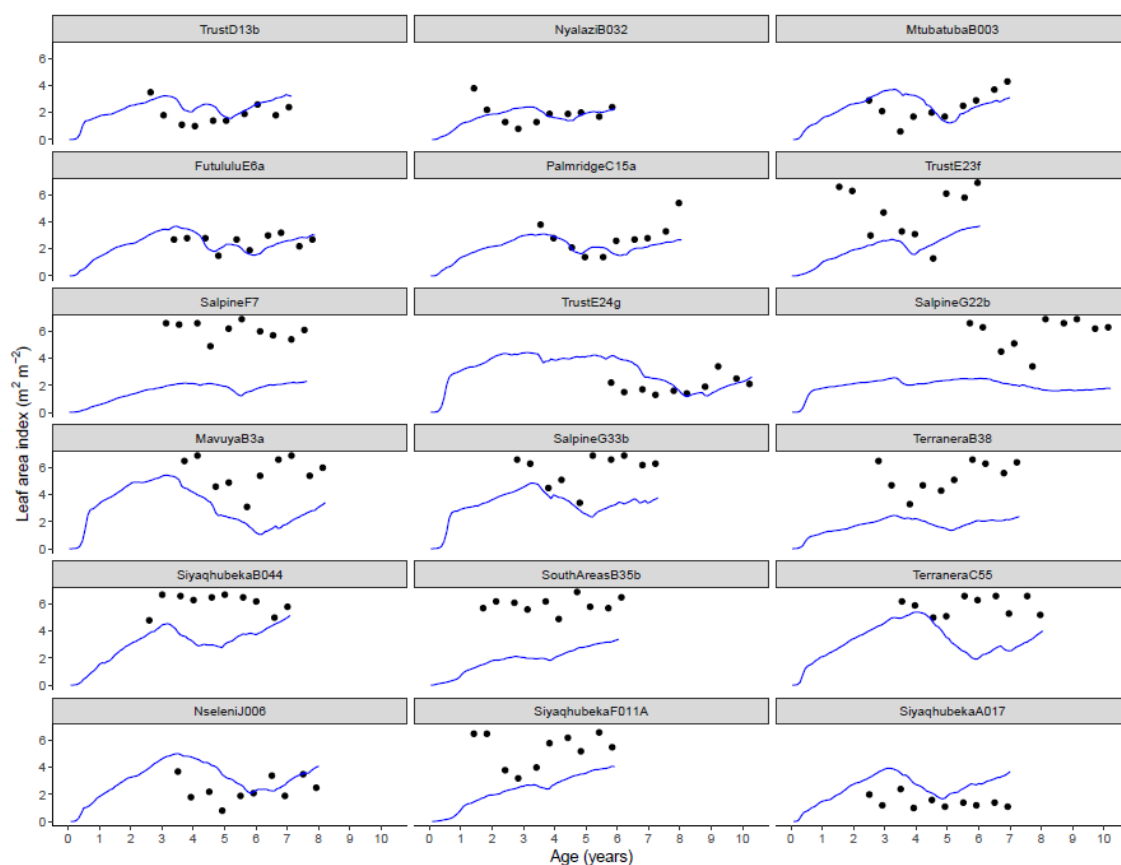 TrustD13b NyalaziB032 MtubatubaB003
6
4
2
0
FutululuE6a PalmridgeC15a TrustE23f
6
4
2
0
SalpineF7 TrustE24g SalpineG22b
6
4
2
0
Leaf area index (m² m⁻²)
MavuyaB3a SalpineG33b TerraneraB38
6
4
2
0
SiyaqhubekaB044 SouthAreasB35b TerraneraC55
6
4
2
0
NseleniJ006 SiyaqhubekaF011A SiyaqhubekaA017
6
4
2
0
0 1 2 3 4 5 6 7 8 9 10 0 1 2 3 4 5 6 7 8 9 10 0 1 2 3 4 5 6 7 8 9 10
Age (years)